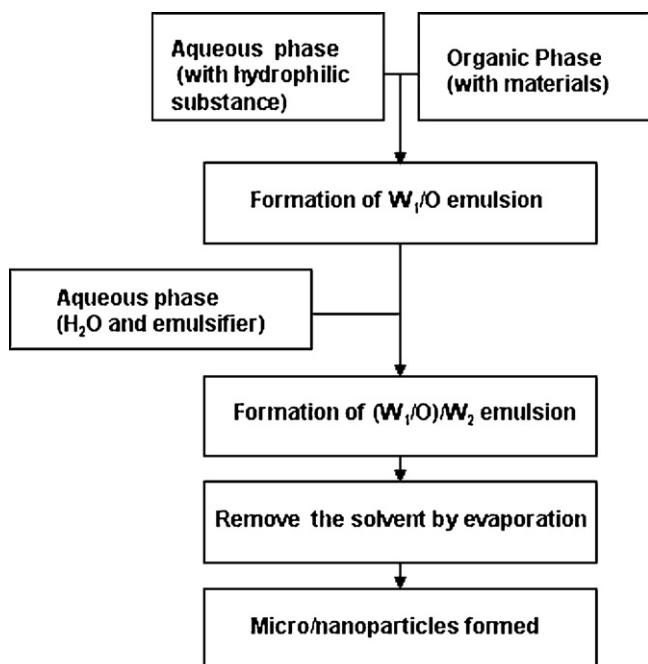 Aqueous phase
(with hydrophilic
substance)
Organic Phase
(with materials)
Formation of W₁/O emulsion
Aqueous phase
(H₂O and emulsifier)
Formation of (W₁/O)/W₂ emulsion
Remove the solvent by evaporation
Micro/nanoparticles formed